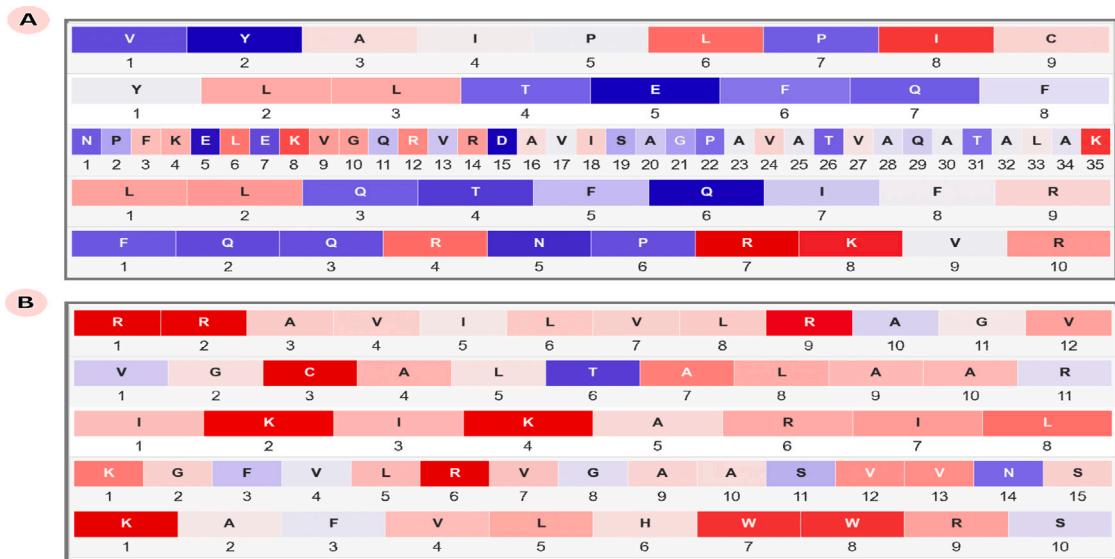 A
V Y A I P L P I C
1 2 3 4 5 6 7 8 9
Y L L T E F Q F
1 2 3 4 5 6 7 8
N P F K E L E K V G Q R V R D A V I S A G P A V A T V A Q A T A L A K
1 2 3 4 5 6 7 8 9 10 11 12 13 14 15 16 17 18 19 20 21 22 23 24 25 26 27 28 29 30 31 32 33 34 35
L L Q T F Q I F R
1 2 3 4 5 6 7 8 9
F Q Q R N P R K V R
1 2 3 4 5 6 7 8 9 10
B
R R A V I L V L R A G V
1 2 3 4 5 6 7 8 9 10 11 12
V G C A L T A L A A R
1 2 3 4 5 6 7 8 9 10 11
I K I K A R I L
1 2 3 4 5 6 7 8
K G F V L R V G A A S V V N S
1 2 3 4 5 6 7 8 9 10 11 12 13 14 15
K A F V L H W W R S
1 2 3 4 5 6 7 8 9 10